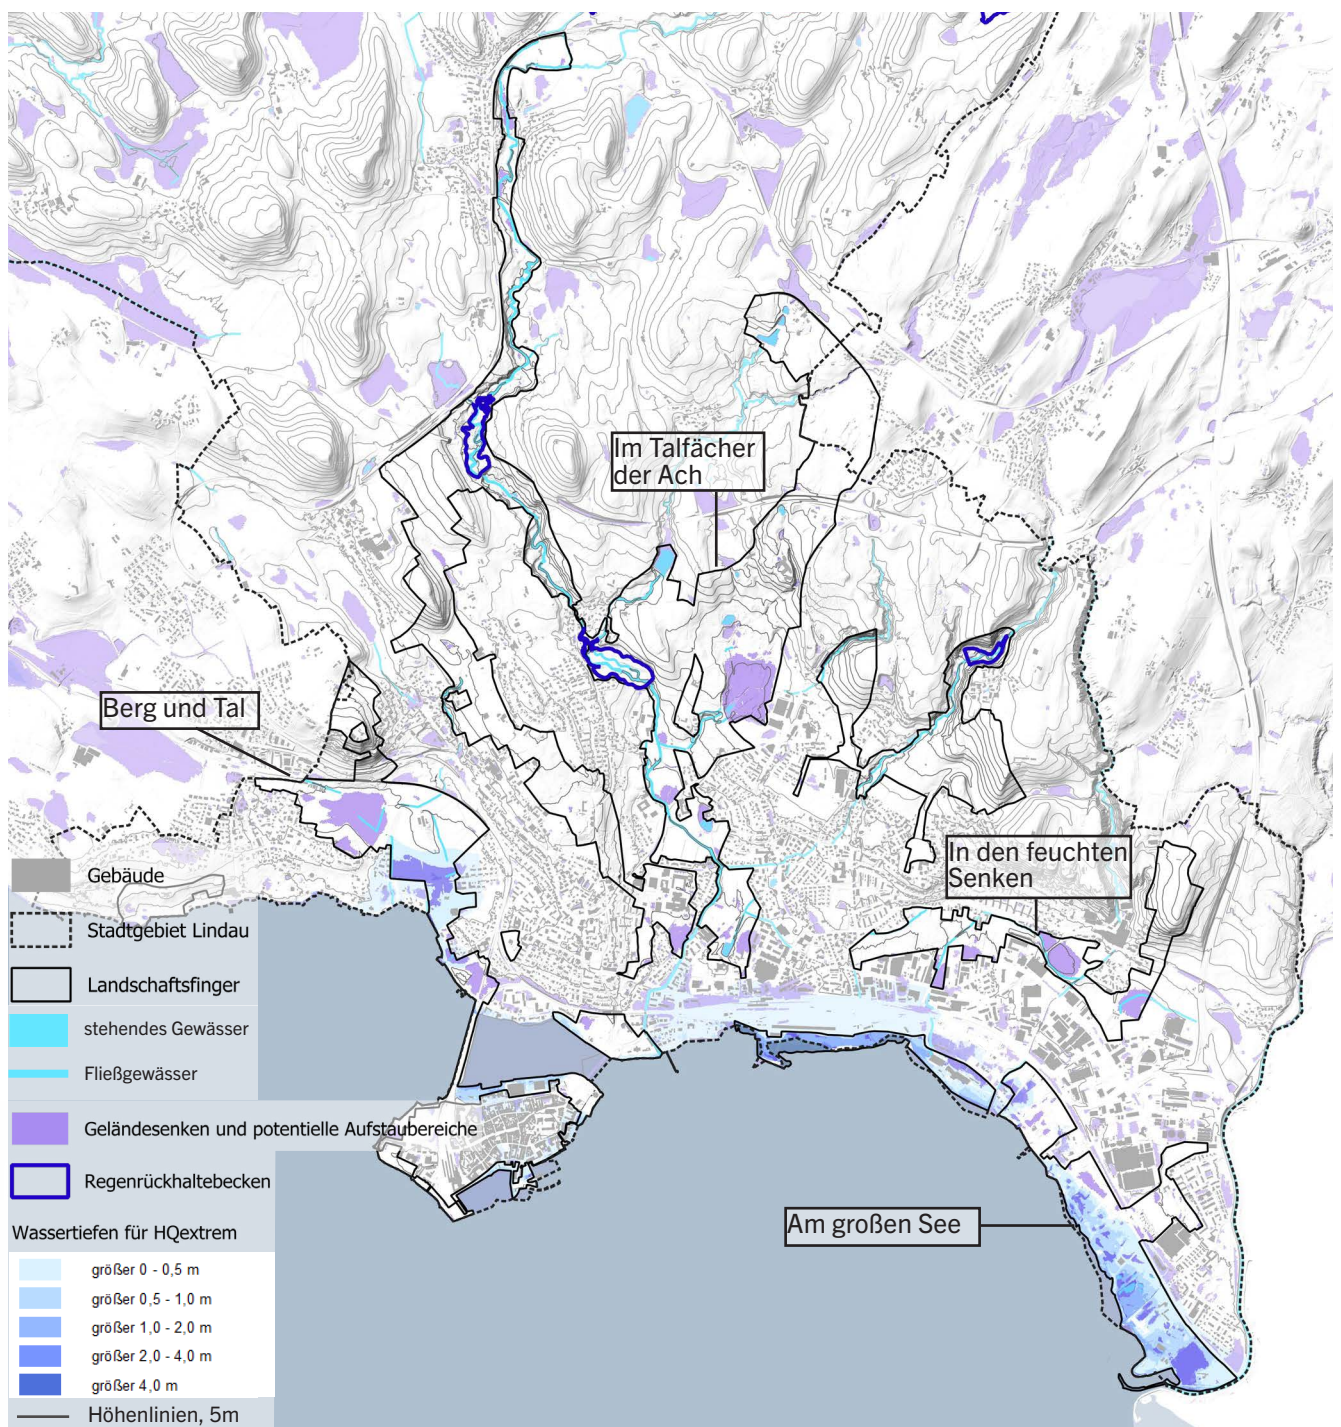 Im Talfächer
der Ach
Berg und Tal
In den feuchten
Senken
Am großen See
Gebäude
Stadtgebiet Lindau
Landschaftsfinger
stehendes Gewässer
Fließgewässer
Geländesenken und potentielle Aufstaubereiche
Regenrückhaltebecken
Wassertiefen für HQextrem
größer 0 - 0,5 m
größer 0,5 - 1,0 m
größer 1,0 - 2,0 m
größer 2,0 - 4,0 m
größer 4,0 m
Höhenlinien, 5m